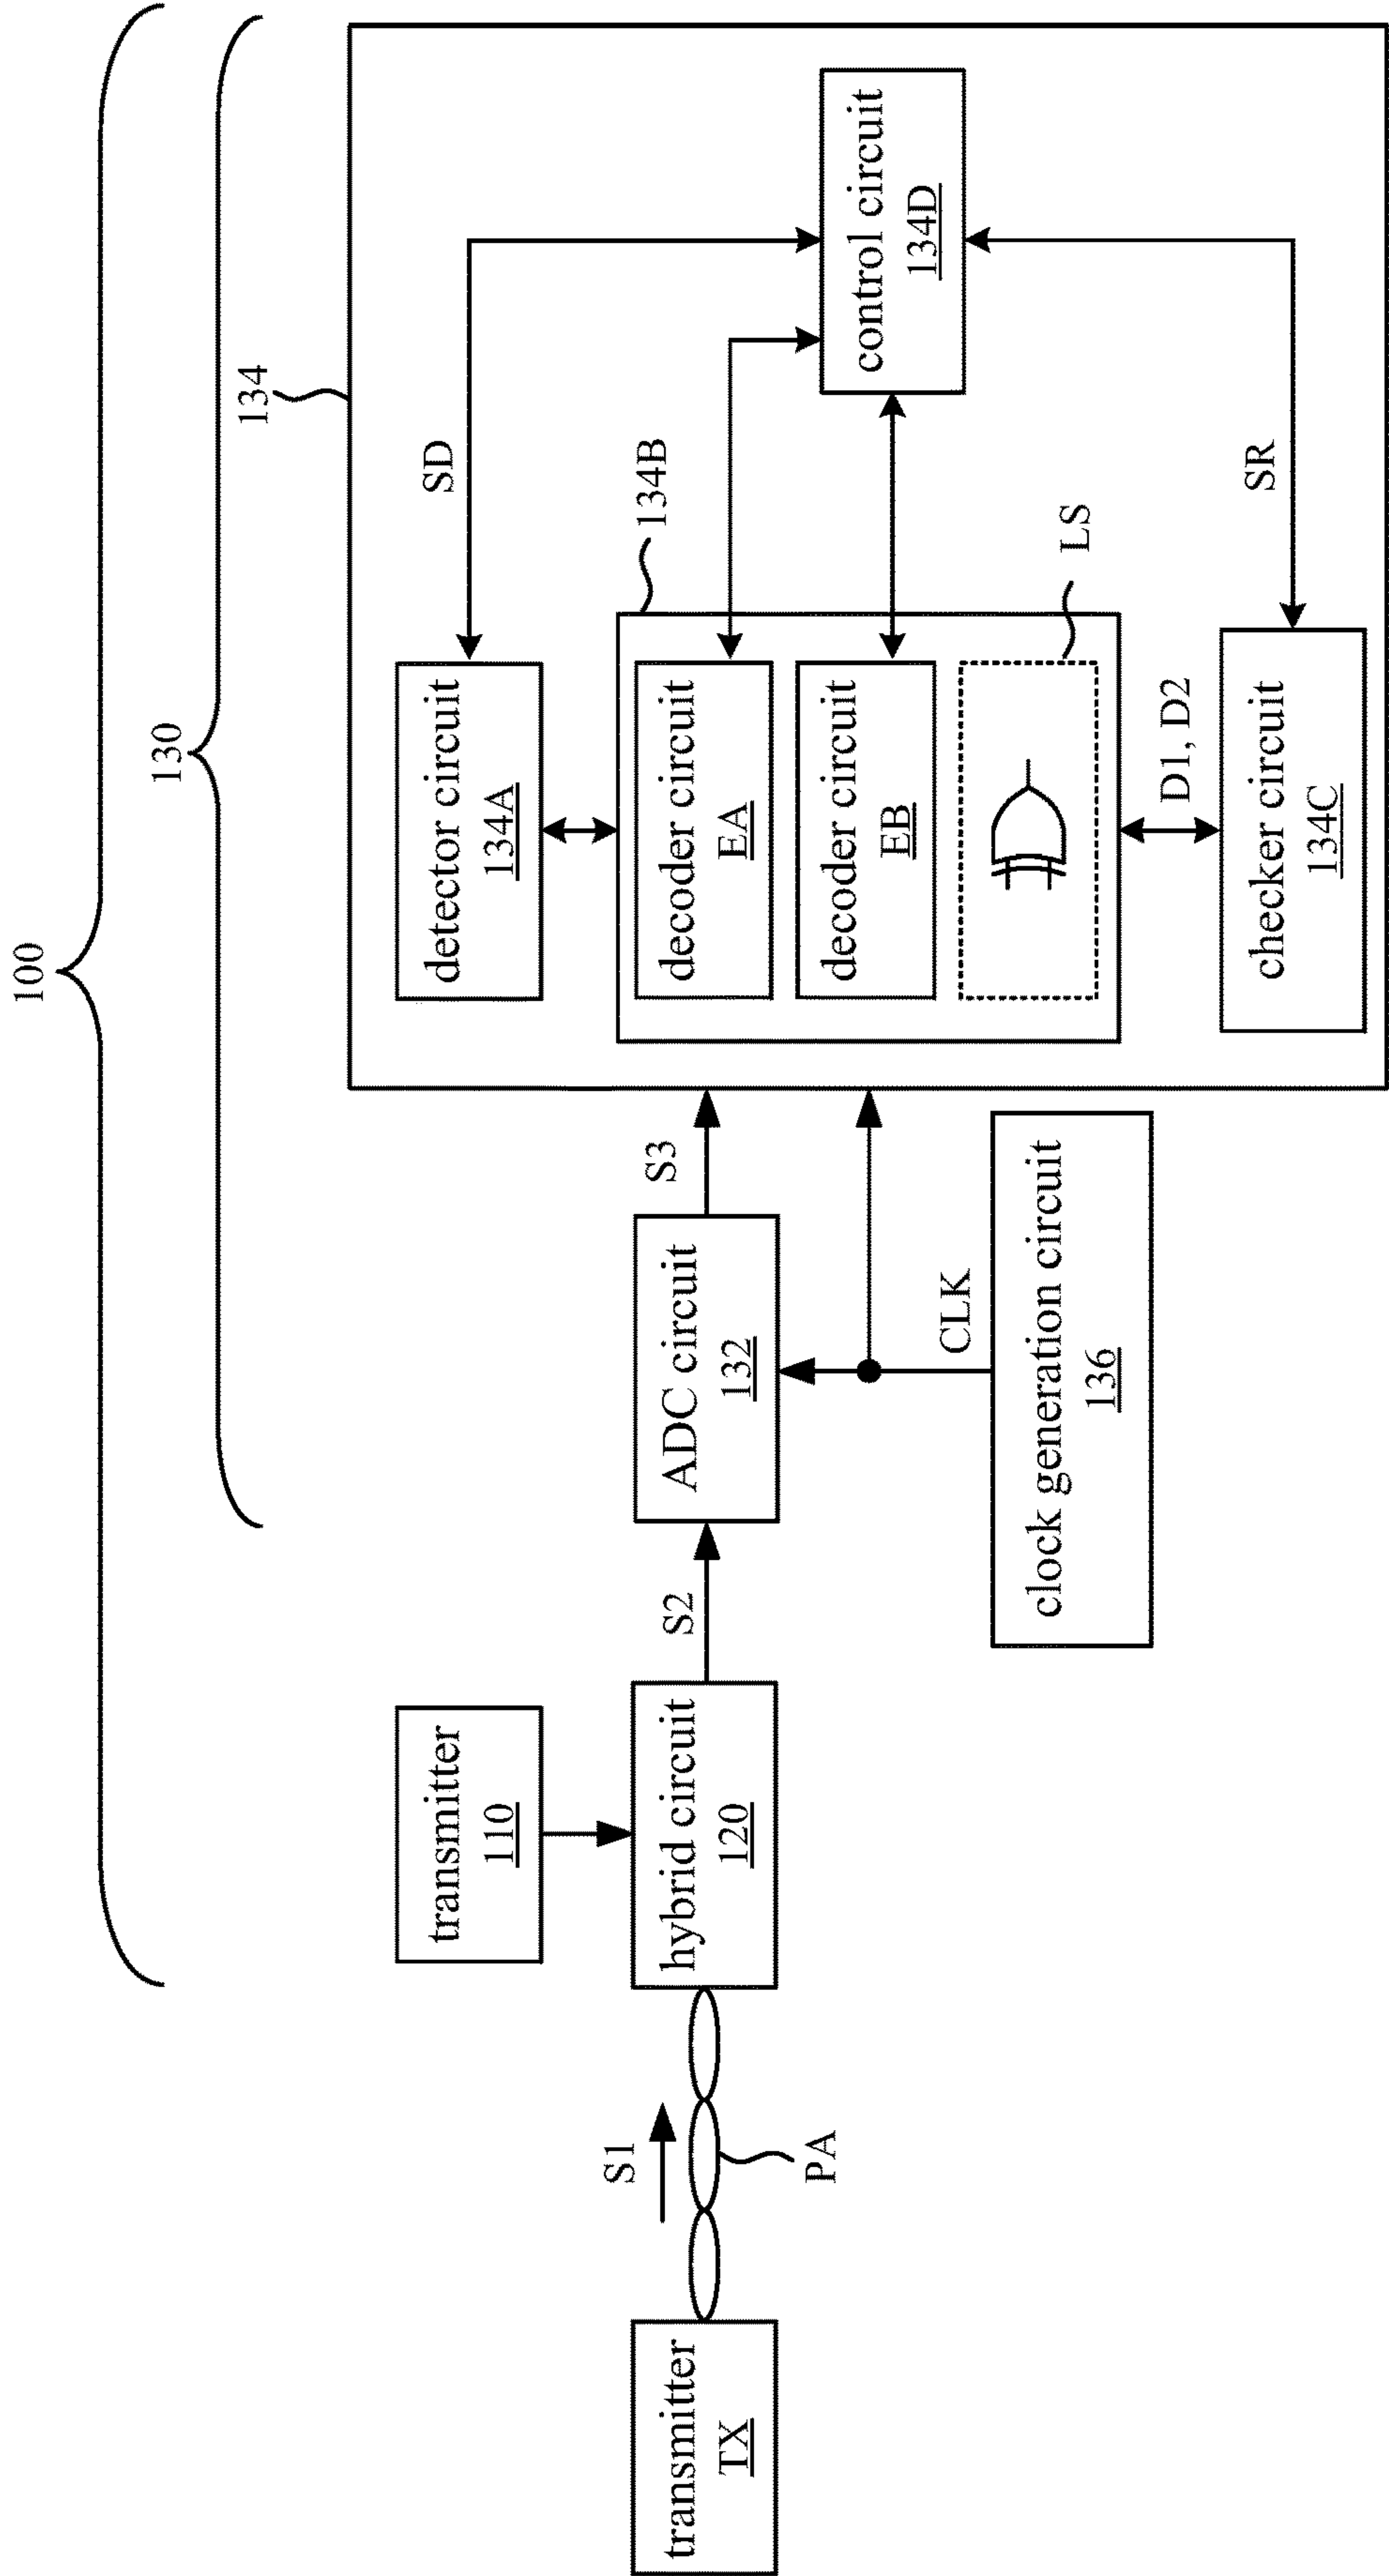 100
130
134
transmitter
TX
S1
PA
transmitter
110
hybrid circuit
120
S2
ADC circuit
132
S3
CLK
clock generation circuit
136
detector circuit
134A
SD
134B
decoder circuit
EA
decoder circuit
EB
LS
D1, D2
checker circuit
134C
SR
control circuit
134D